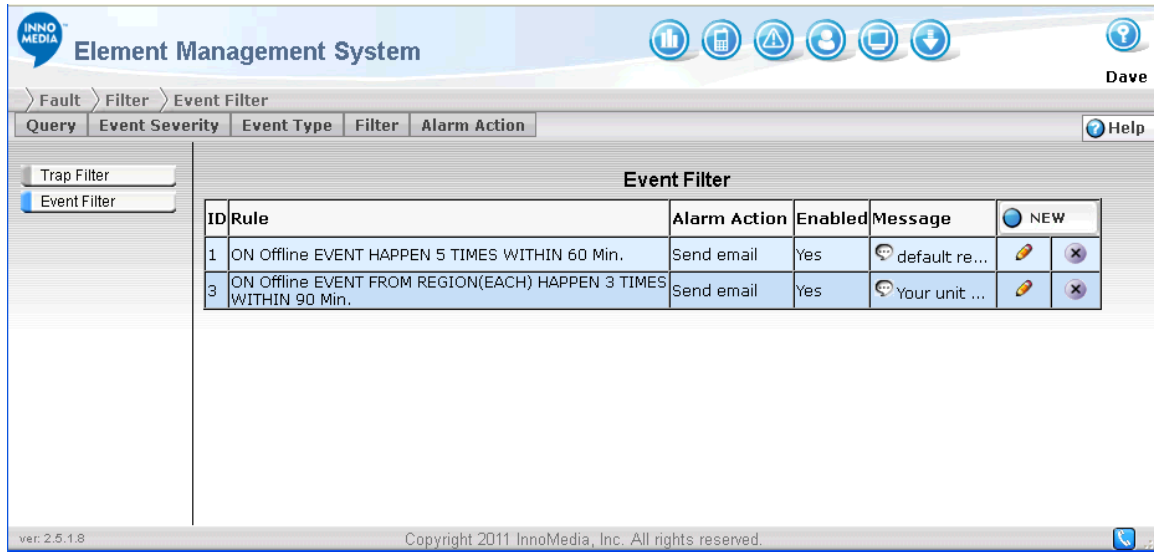 INNO
MEDIA
Element Management System
Dave
Fault Filter Event Filter
Query Event Severity Event Type Filter Alarm Action Help
Trap Filter
Event Filter
Event Filter
ID Rule Alarm Action Enabled Message NEW
1 ON Offline EVENT HAPPEN 5 TIMES WITHIN 60 Min. Send email Yes default re...
3 ON Offline EVENT FROM REGION(EACH) HAPPEN 3 TIMES
WITHIN 90 Min. Send email Yes Your unit ...
ver: 2.5.1.8 Copyright 2011 InnoMedia, Inc. All rights reserved.